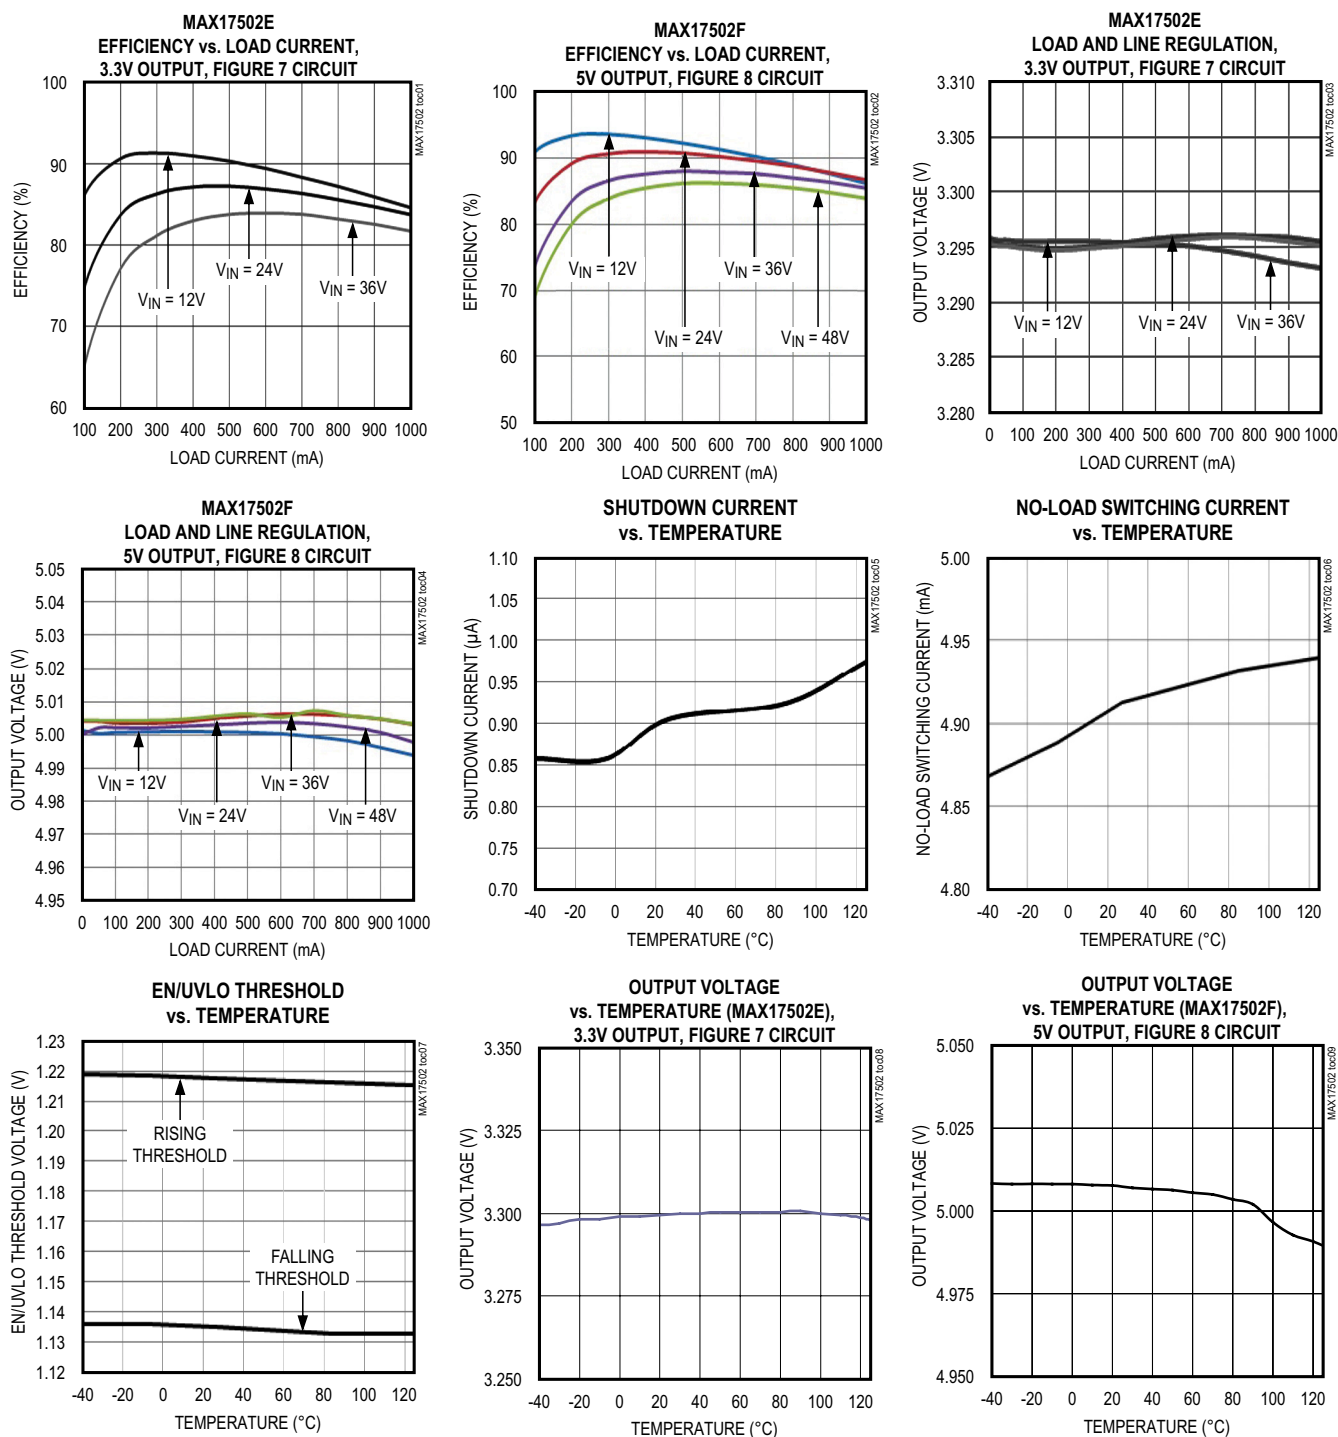 MAX17502E
EFFICIENCY vs. LOAD CURRENT,
3.3V OUTPUT, FIGURE 7 CIRCUIT
MAX17502 toc01
EFFICIENCY (%)
100
90
80
70
60
VIN = 12V
VIN = 24V
VIN = 36V
100 200 300 400 500 600 700 800 900 1000
LOAD CURRENT (mA)
MAX17502F
EFFICIENCY vs. LOAD CURRENT,
5V OUTPUT, FIGURE 8 CIRCUIT
MAX17502 toc02
EFFICIENCY (%)
100
90
80
70
60
50
VIN = 12V
VIN = 36V
VIN = 24V
VIN = 48V
100 200 300 400 500 600 700 800 900 1000
LOAD CURRENT (mA)
MAX17502E
LOAD AND LINE REGULATION,
3.3V OUTPUT, FIGURE 7 CIRCUIT
MAX17502 toc03
OUTPUT VOLTAGE (V)
3.310
3.305
3.300
3.295
3.290
3.285
3.280
VIN = 12V
VIN = 24V
VIN = 36V
0 100 200 300 400 500 600 700 800 900 1000
LOAD CURRENT (mA)
MAX17502F
LOAD AND LINE REGULATION,
5V OUTPUT, FIGURE 8 CIRCUIT
MAX17502 toc04
OUTPUT VOLTAGE (V)
5.05
5.04
5.03
5.02
5.01
5.00
4.99
4.98
4.97
4.96
4.95
VIN = 12V
VIN = 36V
VIN = 24V
VIN = 48V
0 100 200 300 400 500 600 700 800 900 1000
LOAD CURRENT (mA)
SHUTDOWN CURRENT
vs. TEMPERATURE
MAX17502 toc05
SHUTDOWN CURRENT (µA)
1.10
1.05
1.00
0.95
0.90
0.85
0.80
0.75
0.70
-40 -20 0 20 40 60 80 100 120
TEMPERATURE (°C)
NO-LOAD SWITCHING CURRENT
vs. TEMPERATURE
MAX17502 toc06
NO-LOAD SWITCHING CURRENT (mA)
5.00
4.95
4.90
4.85
4.80
-40 -20 0 20 40 60 80 100 120
TEMPERATURE (°C)
EN/UVLO THRESHOLD
vs. TEMPERATURE
MAX17502 toc07
EN/UVLO THRESHOLD VOLTAGE (V)
1.23
1.22
1.21
1.20
1.19
1.18
1.17
1.16
1.15
1.14
1.13
1.12
RISING
THRESHOLD
FALLING
THRESHOLD
-40 -20 0 20 40 60 80 100 120
TEMPERATURE (°C)
OUTPUT VOLTAGE
vs. TEMPERATURE (MAX17502E),
3.3V OUTPUT, FIGURE 7 CIRCUIT
MAX17502 toc08
OUTPUT VOLTAGE (V)
3.350
3.325
3.300
3.275
3.250
-40 -20 0 20 40 60 80 100 120
TEMPERATURE (°C)
OUTPUT VOLTAGE
vs. TEMPERATURE (MAX17502F),
5V OUTPUT, FIGURE 8 CIRCUIT
MAX17502 toc09
OUTPUT VOLTAGE (V)
5.050
5.025
5.000
4.975
4.950
-40 -20 0 20 40 60 80 100 120
TEMPERATURE (°C)